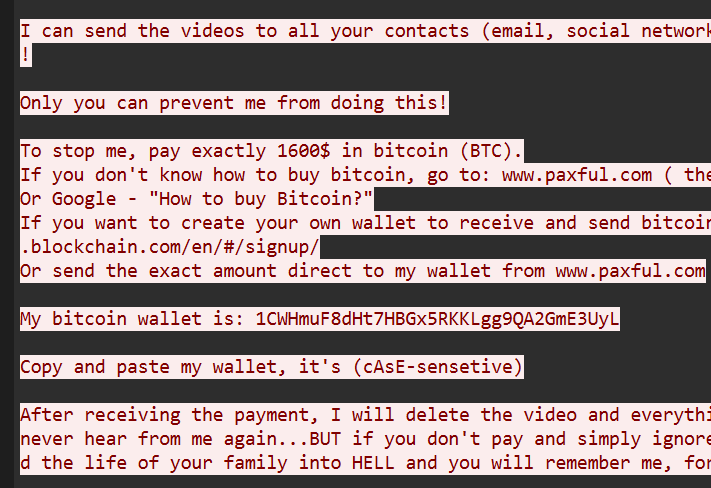 I can send the videos to all your contacts (email, social network
!
Only you can prevent me from doing this!
To stop me, pay exactly 1600$ in bitcoin (BTC).
If you don't know how to buy bitcoin, go to: www.paxful.com ( the
Or Google - "How to buy Bitcoin?"
If you want to create your own wallet to receive and send bitcoin
.blockchain.com/en/#/signup/
Or send the exact amount direct to my wallet from www.paxful.com
My bitcoin wallet is: 1CWHmuF8dHt7HBGx5RKKLgg9QA2GmE3UyL
Copy and paste my wallet, it's (cAsE-sensetive)
After receiving the payment, I will delete the video and everythi
never hear from me again...BUT if you don't pay and simply ignore
d the life of your family into HELL and you will remember me, for